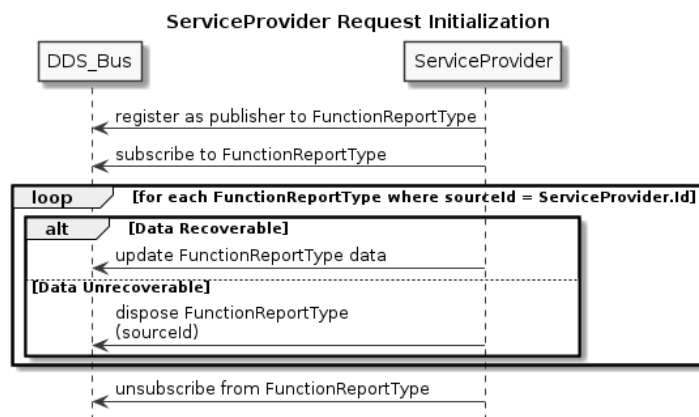 ServiceProvider Request Initialization
DDS_Bus
ServiceProvider
register as publisher to FunctionReportType
subscribe to FunctionReportType
loop [for each FunctionReportType where sourceId = ServiceProvider.Id]
alt [Data Recoverable]
update FunctionReportType data
[Data Unrecoverable]
dispose FunctionReportType
(sourceId)
unsubscribe from FunctionReportType